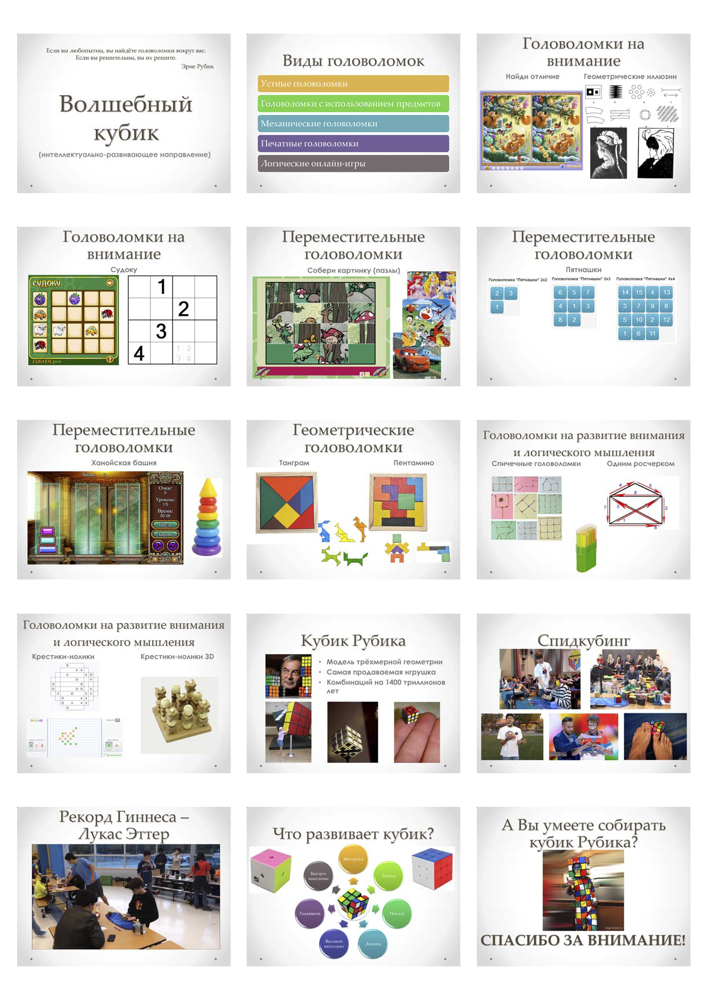 Если вы любопытны, вы найдёте головоломки вокруг вас.
Если вы решительны, вы их решите.
Эрне Рубик
Волшебный
кубик
(интеллектуально-развивающее направление)
Виды головоломок
Устные головоломки
Головоломки с использованием предметов
Механические головоломки
Печатные головоломки
Логические онлайн-игры
Головоломки на
внимание
Найди отличие
Геометрические иллюзии
Головоломки на
внимание
Судоку
СУДОКУ
IGRAEM.pro
1
2
3
4
1 2
3 4
Переместительные
головоломки
Собери картинку (пазлы)
Переместительные
головоломки
Пятнашки
Головоломка "Пятнашки" 2x2
2 3
1
Головоломка "Пятнашки" 3x3
6 5 7
4 1 3
8 2
Головоломка "Пятнашки" 4x4
14 15 4 13
3 7 9 8
5 10 2 12
1 6 11
Переместительные
головоломки
Ханойская башня
Ходы:
Очки:
0
Уровень:
1/5
Время:
00:58
Пауза
Заново
Геометрические
головоломки
Танграм
Пентамино
Головоломки на развитие внимания
и логического мышления
Спичечные головоломки
Одним росчерком
4 5
6
7 3 2
1
8
Головоломки на развитие внимания
и логического мышления
Крестики-нолики
Крестики-нолики 3D
Кубик Рубика
• Модель трёхмерной геометрии
• Самая продаваемая игрушка
• Комбинаций на 1400 триллионов
лет
Спидкубинг
Рекорд Гиннеса –
Лукас Эттер
Что развивает кубик?
Моторика
Логика
Память
Дикция
Высокий
интеллект
Усидчивость
Быстрое
мышление
А Вы умеете собирать
кубик Рубика?
СПАСИБО ЗА ВНИМАНИЕ!